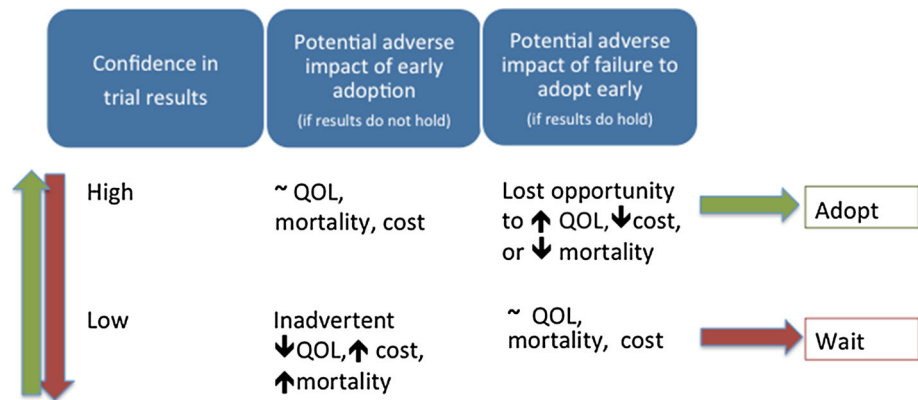 Confidence in
trial results
Potential adverse
impact of early
adoption
(if results do not hold)
Potential adverse
impact of failure to
adopt early
(if results do hold)
High
~ QOL,
mortality, cost
Lost opportunity
to ↑ QOL,↓cost,
or ↓ mortality
Adopt
Low
Inadvertent
↓QOL,↑ cost,
↑mortality
~ QOL,
mortality, cost
Wait